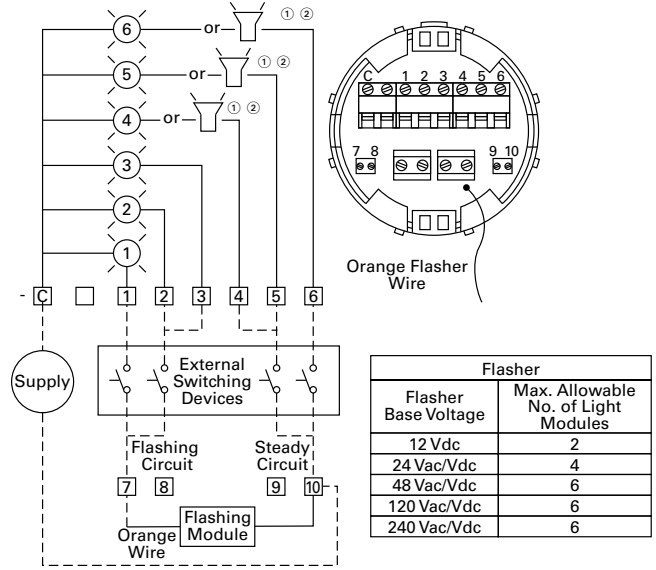 6
or
① ②
5
or
① ②
4
or
① ②
3
2
1
- C 1 2 3 4 5 6
Supply
External
Switching
Devices
Flashing
Circuit
Steady
Circuit
7 8 9 10
Orange
Wire
Flashing
Module
C 1 2 3 4 5 6
7 8
9 10
Orange Flasher
Wire
Flasher
Flasher
Base Voltage
Max. Allowable
No. of Light
Modules
12 Vdc 2
24 Vac/Vdc 4
48 Vac/Vdc 6
120 Vac/Vdc 6
240 Vac/Vdc 6